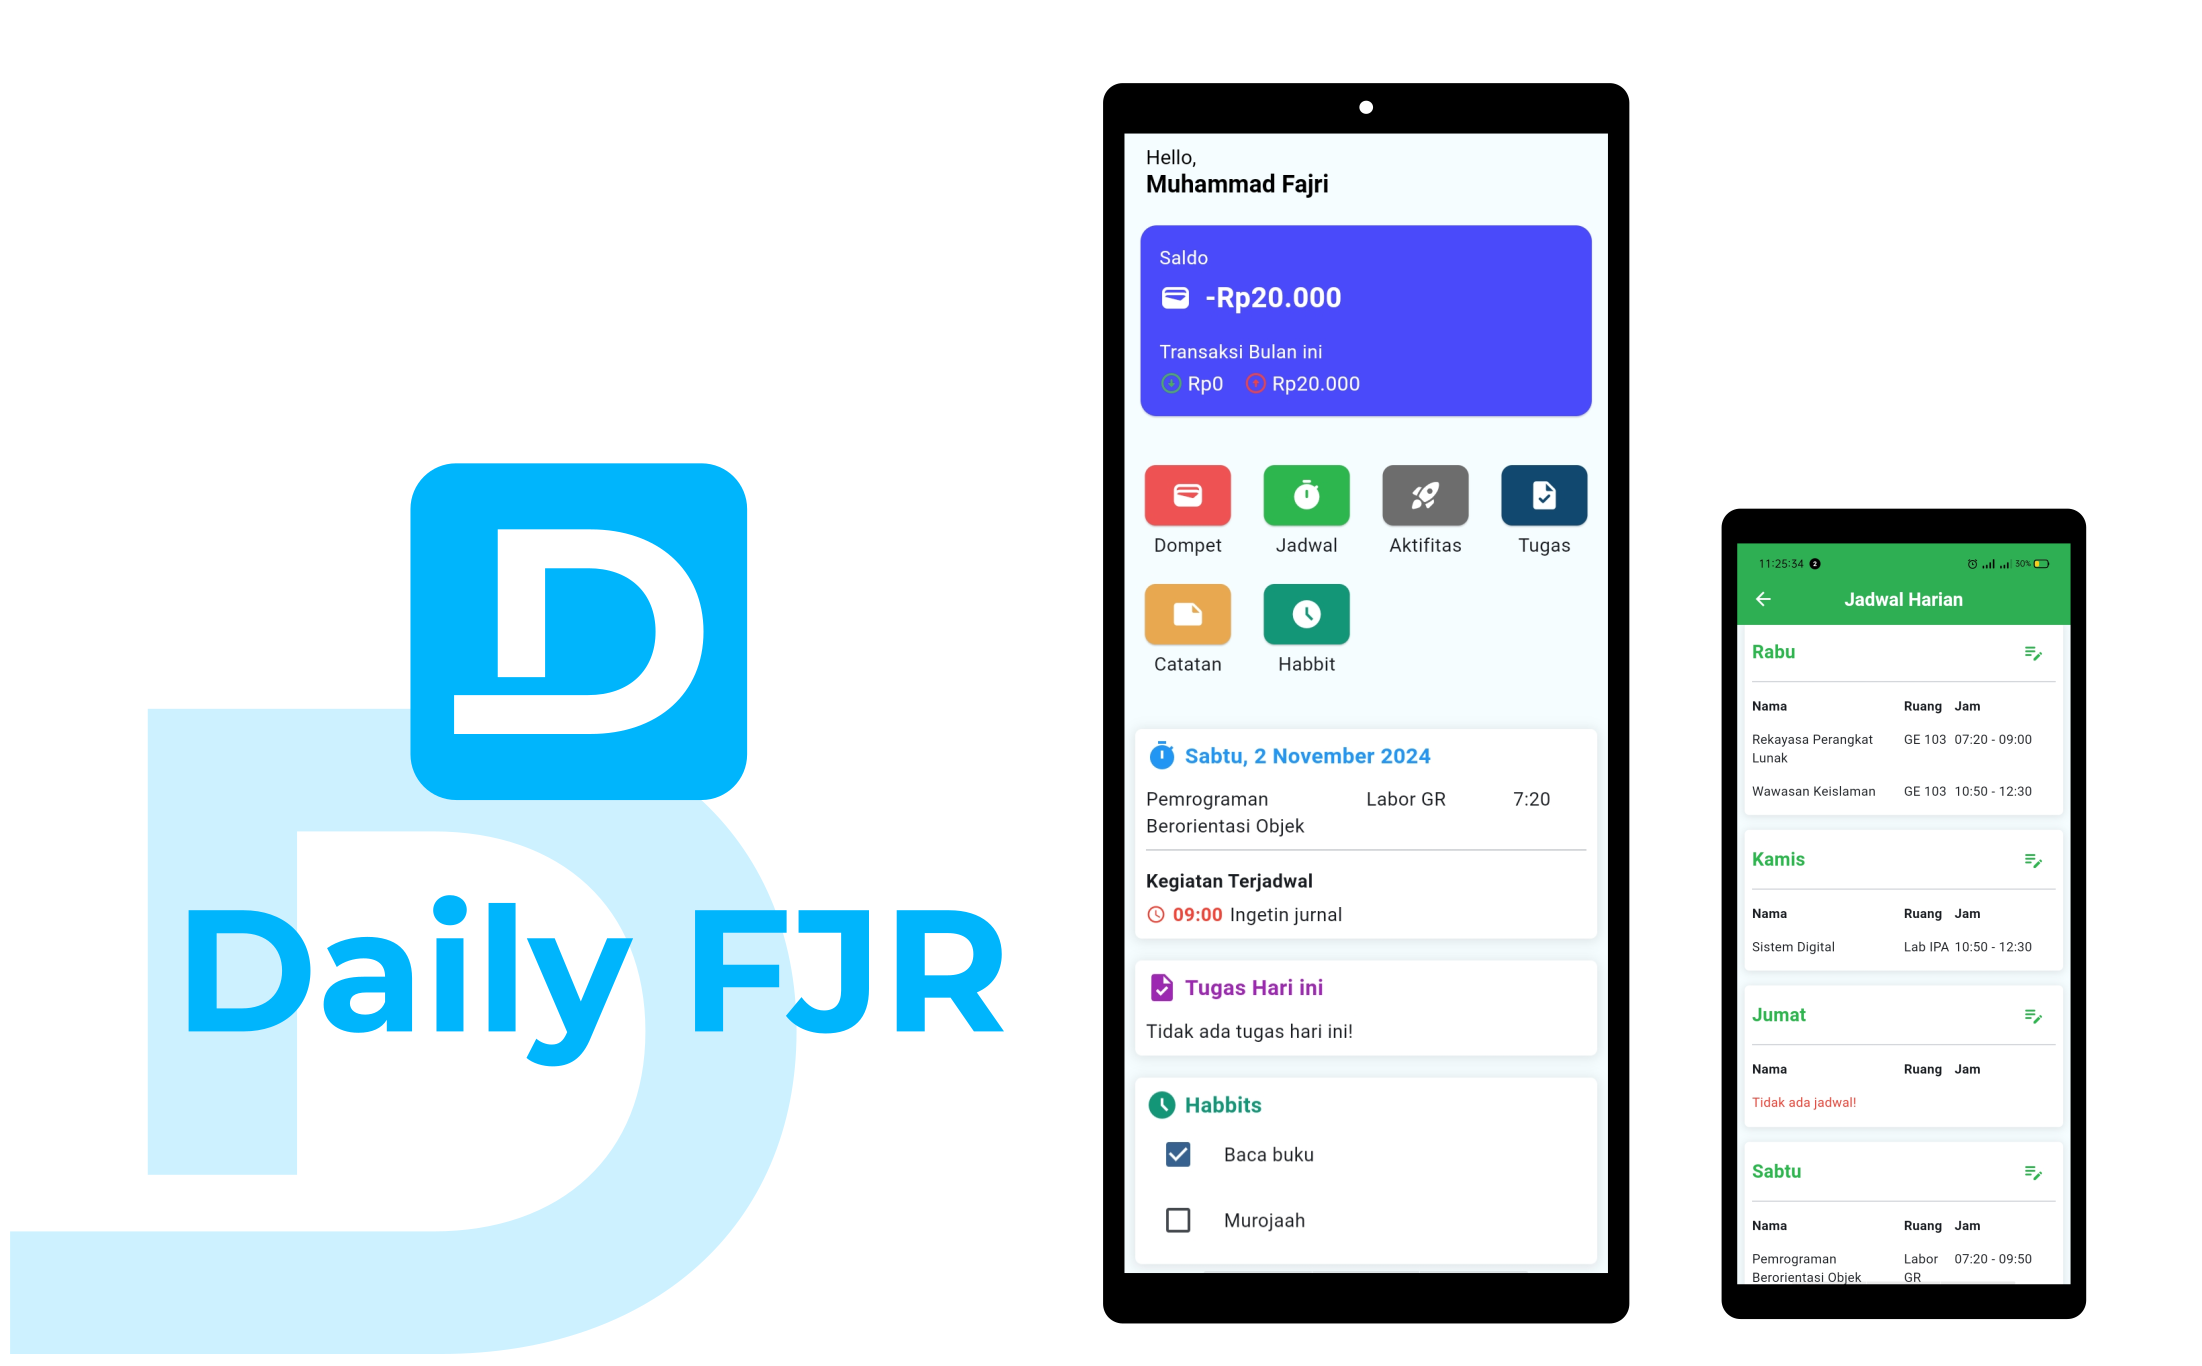 Daily FJR
Hello,
Muhammad Fajri
Saldo
-Rp20.000
Transaksi Bulan ini
Rp0 Rp20.000
Dompet Jadwal Aktifitas Tugas
Catatan Habbit
Sabtu, 2 November 2024
Pemrograman Labor GR 7:20
Berorientasi Objek
Kegiatan Terjadwal
09:00 Ingetin jurnal
Tugas Hari ini
Tidak ada tugas hari ini!
Habbits
Baca buku
Murojaah
11:25:34 2 30%
Jadwal Harian
Rabu
Nama Ruang Jam
Rekayasa Perangkat GE 103 07:20 - 09:00
Lunak
Wawasan Keislaman GE 103 10:50 - 12:30
Kamis
Nama Ruang Jam
Sistem Digital Lab IPA 10:50 - 12:30
Jumat
Nama Ruang Jam
Tidak ada jadwal!
Sabtu
Nama Ruang Jam
Pemrograman Labor 07:20 - 09:50
Berorientasi Objek GR